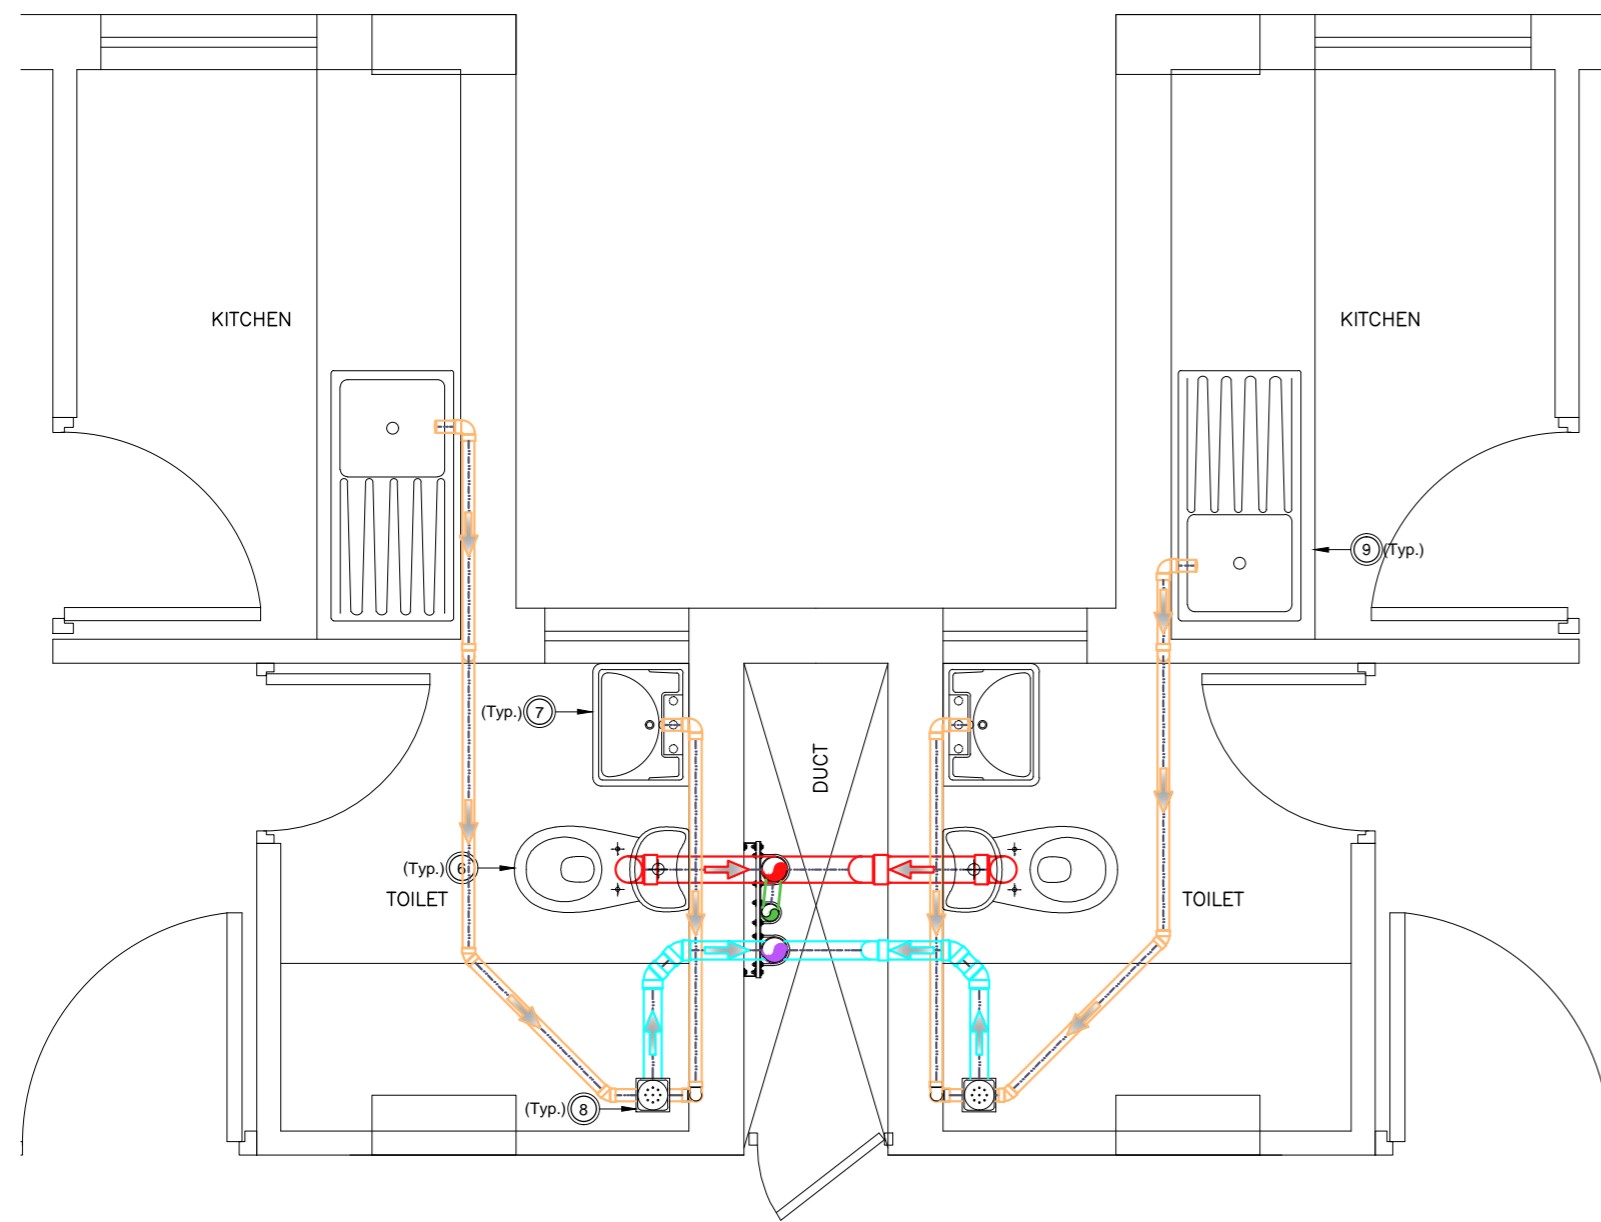 KITCHEN
KITCHEN
9 (Typ.)
(Typ.) 7
DUCT
(Typ.) 6
TOILET
TOILET
(Typ.) 8